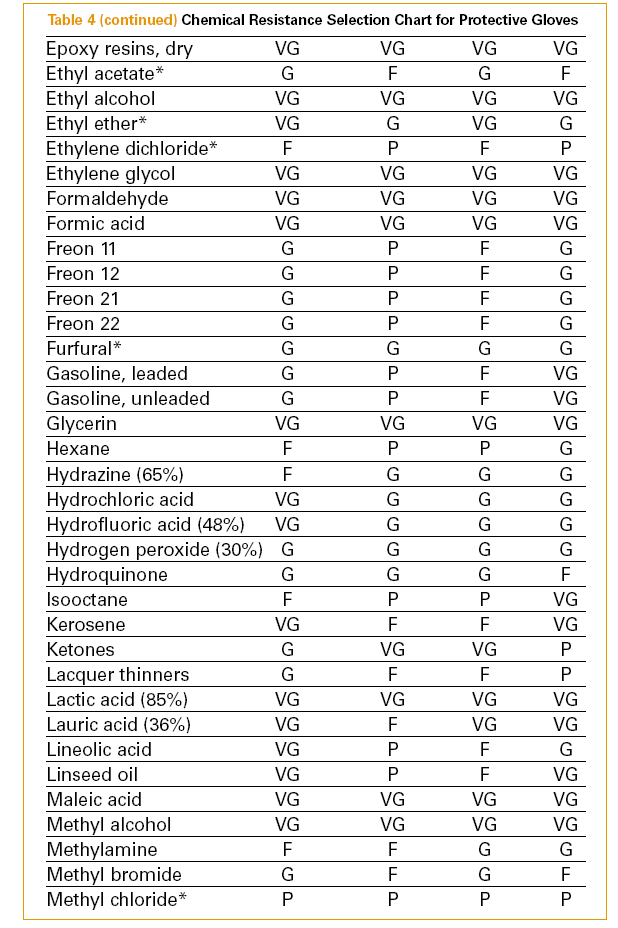 Table 4 (continued) Chemical Resistance Selection Chart for Protective Gloves
Epoxy resins, dry VG VG VG VG
Ethyl acetate* G F G F
Ethyl alcohol VG VG VG VG
Ethyl ether* VG G VG G
Ethylene dichloride* F P F P
Ethylene glycol VG VG VG VG
Formaldehyde VG VG VG VG
Formic acid VG VG VG VG
Freon 11 G P F G
Freon 12 G P F G
Freon 21 G P F G
Freon 22 G P F G
Furfural* G G G G
Gasoline, leaded G P F VG
Gasoline, unleaded G P F VG
Glycerin VG VG VG VG
Hexane F P P G
Hydrazine (65%) F G G G
Hydrochloric acid VG G G G
Hydrofluoric acid (48%) VG G G G
Hydrogen peroxide (30%) G G G G
Hydroquinone G G G F
Isooctane F P P VG
Kerosene VG F F VG
Ketones G VG VG P
Lacquer thinners G F F P
Lactic acid (85%) VG VG VG VG
Lauric acid (36%) VG F VG VG
Lineolic acid VG P F G
Linseed oil VG P F VG
Maleic acid VG VG VG VG
Methyl alcohol VG VG VG VG
Methylamine F F G G
Methyl bromide G F G F
Methyl chloride* P P P P